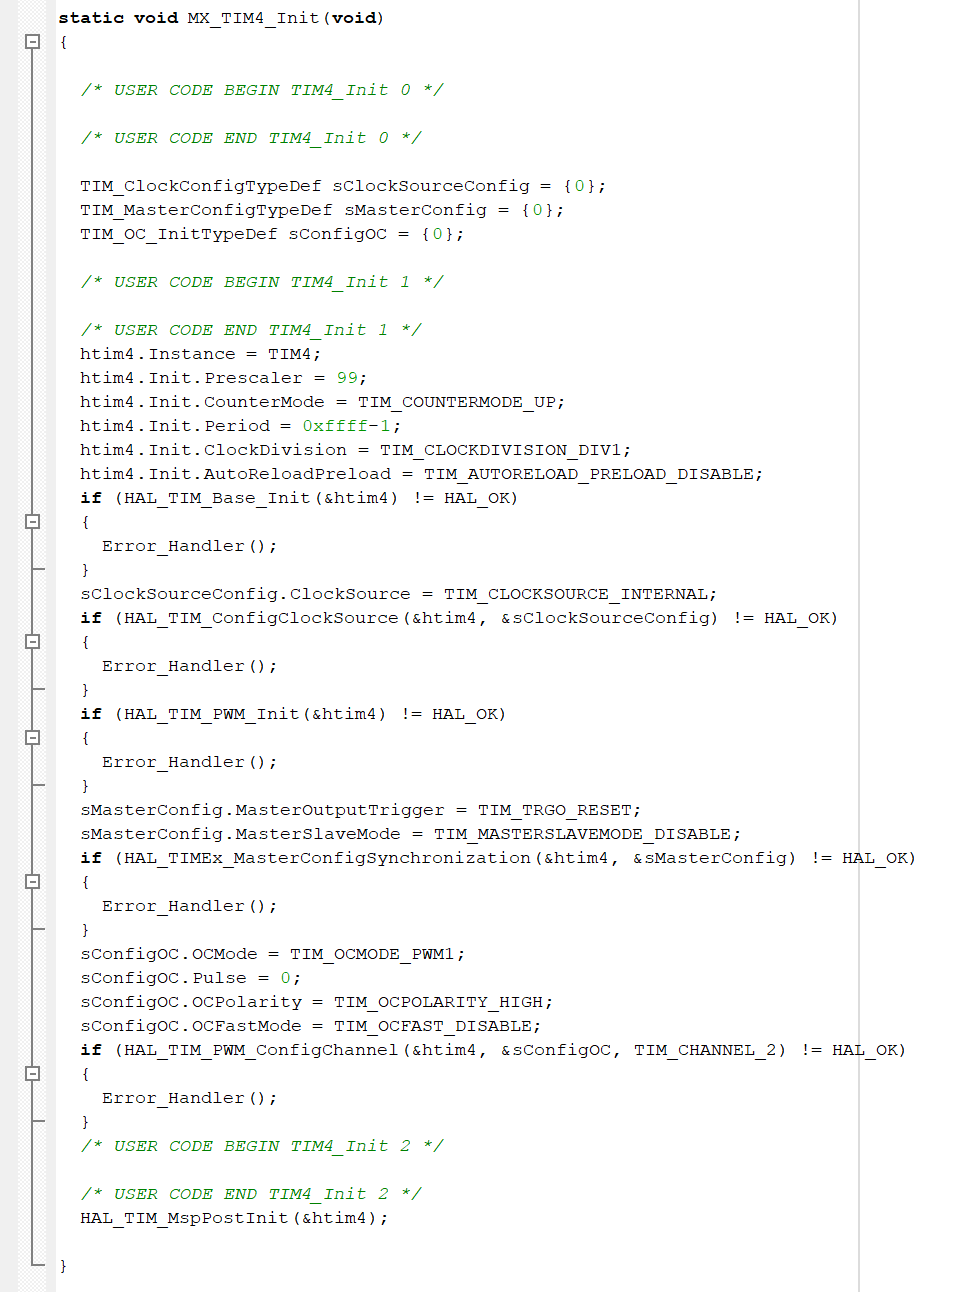 static void MX_TIM4_Init(void)
{
/* USER CODE BEGIN TIM4_Init 0 */
/* USER CODE END TIM4_Init 0 */
TIM_ClockConfigTypeDef sClockSourceConfig = {0};
TIM_MasterConfigTypeDef sMasterConfig = {0};
TIM_OC_InitTypeDef sConfigOC = {0};
/* USER CODE BEGIN TIM4_Init 1 */
/* USER CODE END TIM4_Init 1 */
htim4.Instance = TIM4;
htim4.Init.Prescaler = 99;
htim4.Init.CounterMode = TIM_COUNTERMODE_UP;
htim4.Init.Period = 0xffff-1;
htim4.Init.ClockDivision = TIM_CLOCKDIVISION_DIV1;
htim4.Init.AutoReloadPreload = TIM_AUTORELOAD_PRELOAD_DISABLE;
if (HAL_TIM_Base_Init(&htim4) != HAL_OK)
{
Error_Handler();
}
sClockSourceConfig.ClockSource = TIM_CLOCKSOURCE_INTERNAL;
if (HAL_TIM_ConfigClockSource(&htim4, &sClockSourceConfig) != HAL_OK)
{
Error_Handler();
}
if (HAL_TIM_PWM_Init(&htim4) != HAL_OK)
{
Error_Handler();
}
sMasterConfig.MasterOutputTrigger = TIM_TRGO_RESET;
sMasterConfig.MasterSlaveMode = TIM_MASTERSLAVEMODE_DISABLE;
if (HAL_TIMEx_MasterConfigSynchronization(&htim4, &sMasterConfig) != HAL_OK)
{
Error_Handler();
}
sConfigOC.OCMode = TIM_OCMODE_PWM1;
sConfigOC.Pulse = 0;
sConfigOC.OCPolarity = TIM_OCPOLARITY_HIGH;
sConfigOC.OCFastMode = TIM_OCFAST_DISABLE;
if (HAL_TIM_PWM_ConfigChannel(&htim4, &sConfigOC, TIM_CHANNEL_2) != HAL_OK)
{
Error_Handler();
}
/* USER CODE BEGIN TIM4_Init 2 */
/* USER CODE END TIM4_Init 2 */
HAL_TIM_MspPostInit(&htim4);
}